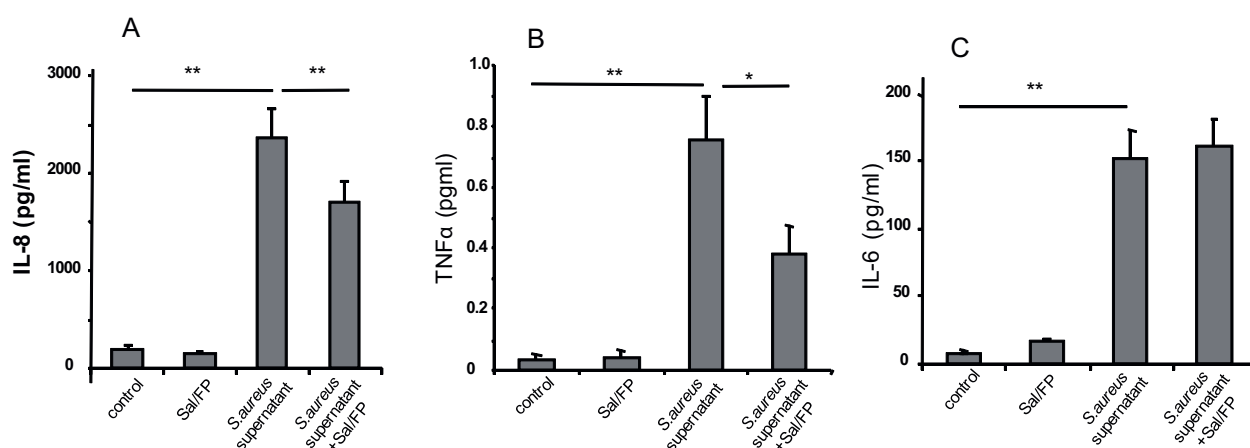 A
IL-8 (pg/ml)
3000
2000
1000
0
**
**
control
Sal/FP
S.aureus
supernatant
S.aureus
supernatant
+Sal/FP
B
TNFα (pgml)
1.0
0.8
0.6
0.4
0.2
0
**
*
control
Sal/FP
S.aureus
supernatant
S.aureus
supernatant
+Sal/FP
C
IL-6 (pg/ml)
200
150
100
50
0
**
control
Sal/FP
S.aureus
supernatant
S.aureus
supernatant
+Sal/FP